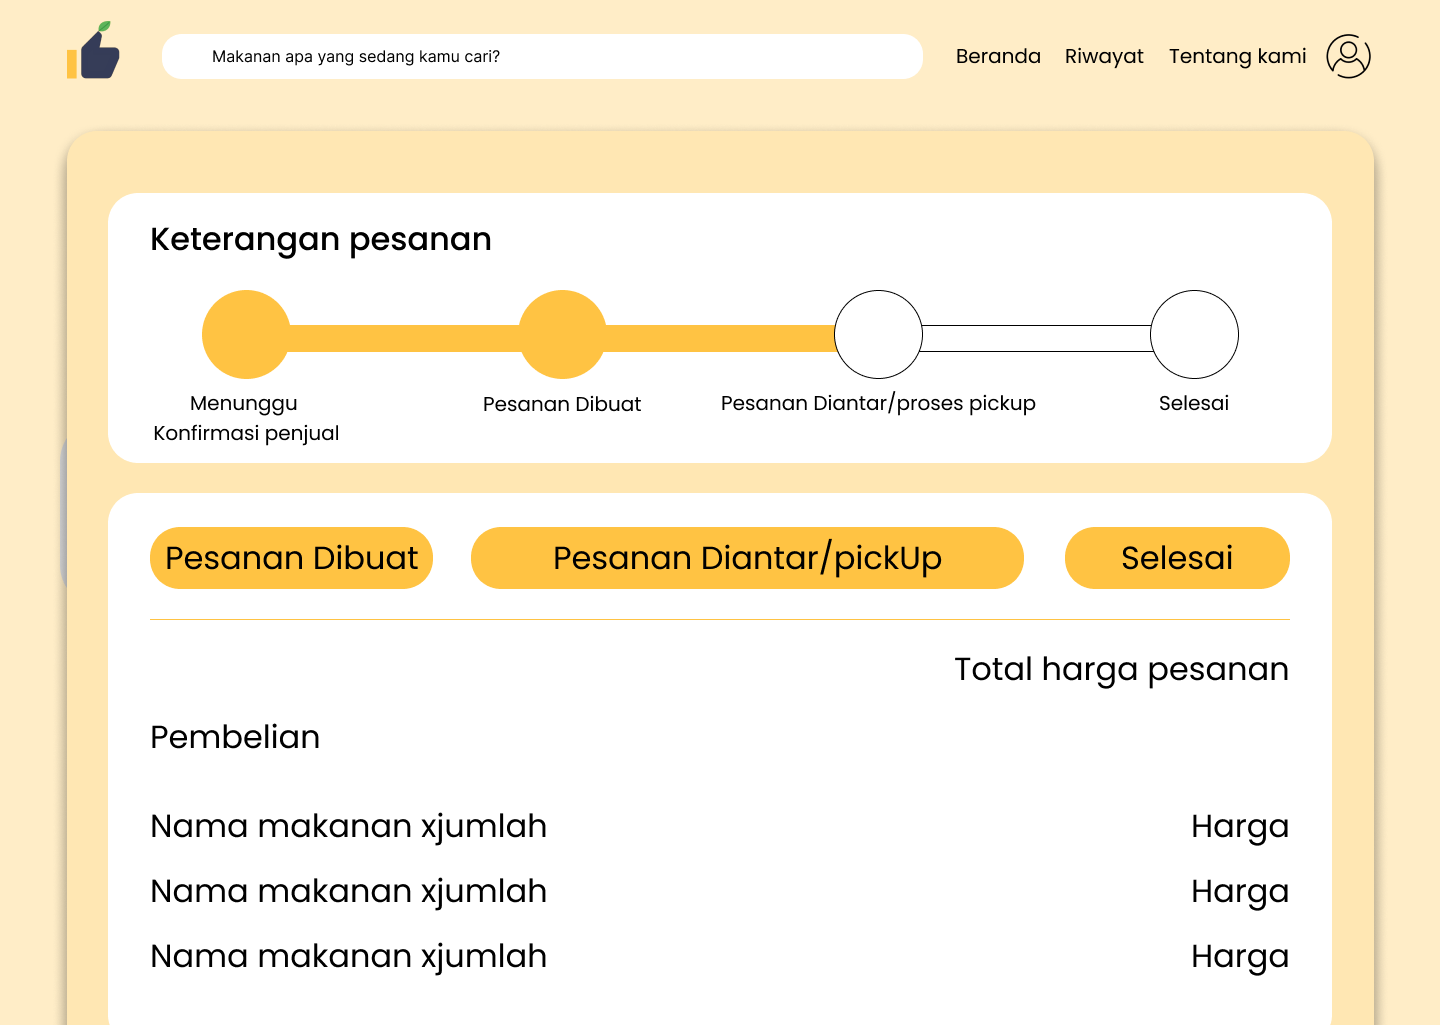 Makanan apa yang sedang kamu cari?
Beranda
Riwayat
Tentang kami
Keterangan pesanan
Menunggu
Konfirmasi penjual
Pesanan Dibuat
Pesanan Diantar/proses pickup
Selesai
Pesanan Dibuat
Pesanan Diantar/pickUp
Selesai
Total harga pesanan
Pembelian
Nama makanan xjumlah
Harga
Nama makanan xjumlah
Harga
Nama makanan xjumlah
Harga